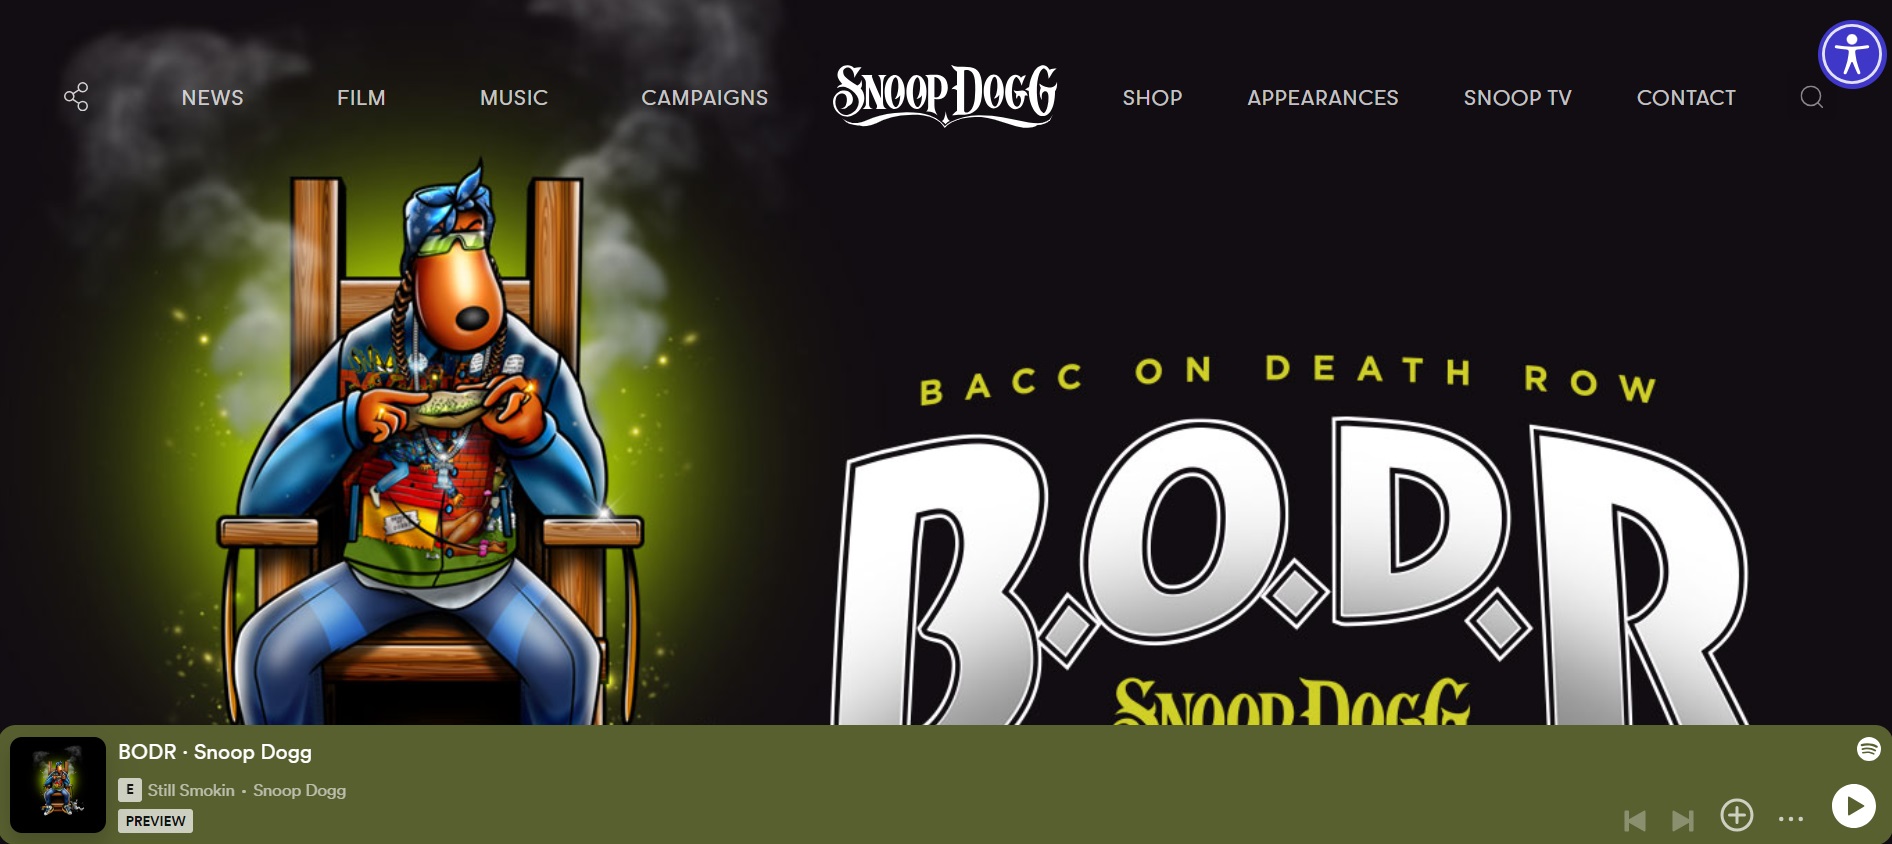 NEWS FILM MUSIC CAMPAIGNS SNOOP DOGG SHOP APPEARANCES SNOOP TV CONTACT
BACC ON DEATH ROW
B.O.D.R
SNOOP DOGG
BODR · Snoop Dogg
E Still Smokin • Snoop Dogg
PREVIEW